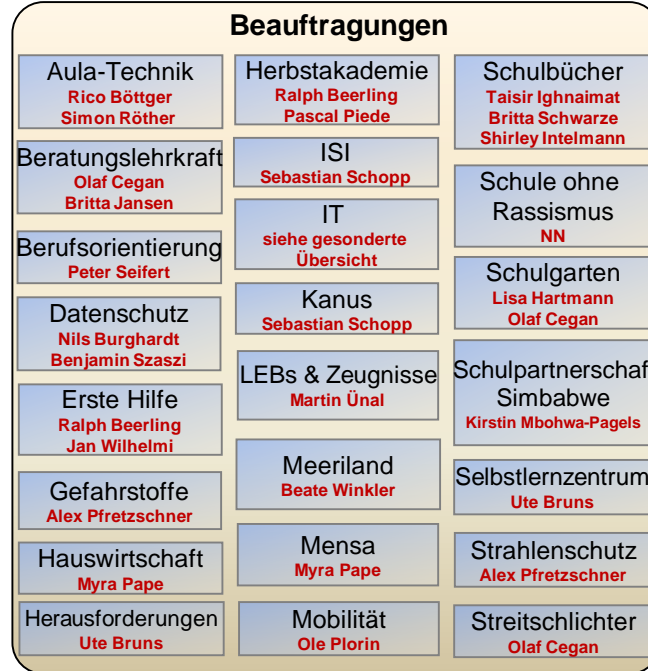 Beauftragungen
Aula-Technik
Rico Böttger
Simon Röther
Beratungslehrkraft
Olaf Cegan
Britta Jansen
Berufsorientierung
Peter Seifert
Datenschutz
Nils Burghardt
Benjamin Szaszi
Erste Hilfe
Ralph Beerling
Jan Wilhelmi
Gefahrstoffe
Alex Pfretzschner
Hauswirtschaft
Myra Pape
Herausforderungen
Ute Bruns
Herbstakademie
Ralph Beerling
Pascal Piede
ISI
Sebastian Schopp
IT
siehe gesonderte
Übersicht
Kanus
Sebastian Schopp
LEBs & Zeugnisse
Martin Ünal
Meeriland
Beate Winkler
Mensa
Myra Pape
Mobilität
Ole Plorin
Schulbücher
Taisir Ighnaimat
Britta Schwarze
Shirley Intelmann
Schule ohne
Rassismus
NN
Schulgarten
Lisa Hartmann
Olaf Cegan
Schulpartnerschaf
Simbabwe
Kirstin Mbohwa-Pagels
Selbstlernzentrum
Ute Bruns
Strahlenschutz
Alex Pfretzschner
Streitschlichter
Olaf Cegan